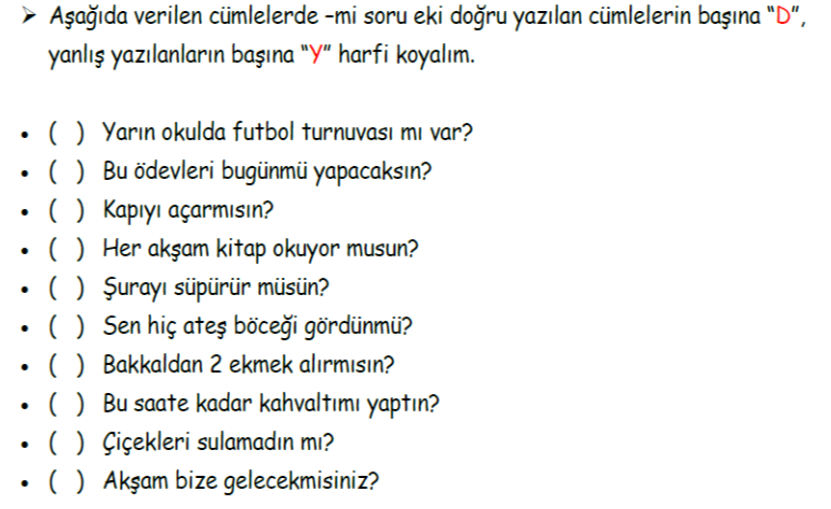 ➤ Aşağıda verilen cümlelerde –mi soru eki doğru yazılan cümlelerin başına "D",
yanlış yazılanların başına "Y" harfi koyalım.
• ( ) Yarın okulda futbol turnuvası mı var?
• ( ) Bu ödevleri bugünmü yapacaksın?
• ( ) Kapıyı açarmısın?
• ( ) Her akşam kitap okuyor musun?
• ( ) Şurayı süpürür müsün?
• ( ) Sen hiç ateş böceği gördünmü?
• ( ) Bakkaldan 2 ekmek alırmısın?
• ( ) Bu saate kadar kahvaltımı yaptın?
• ( ) Çiçekleri sulamadın mı?
• ( ) Akşam bize gelecekmisiniz?